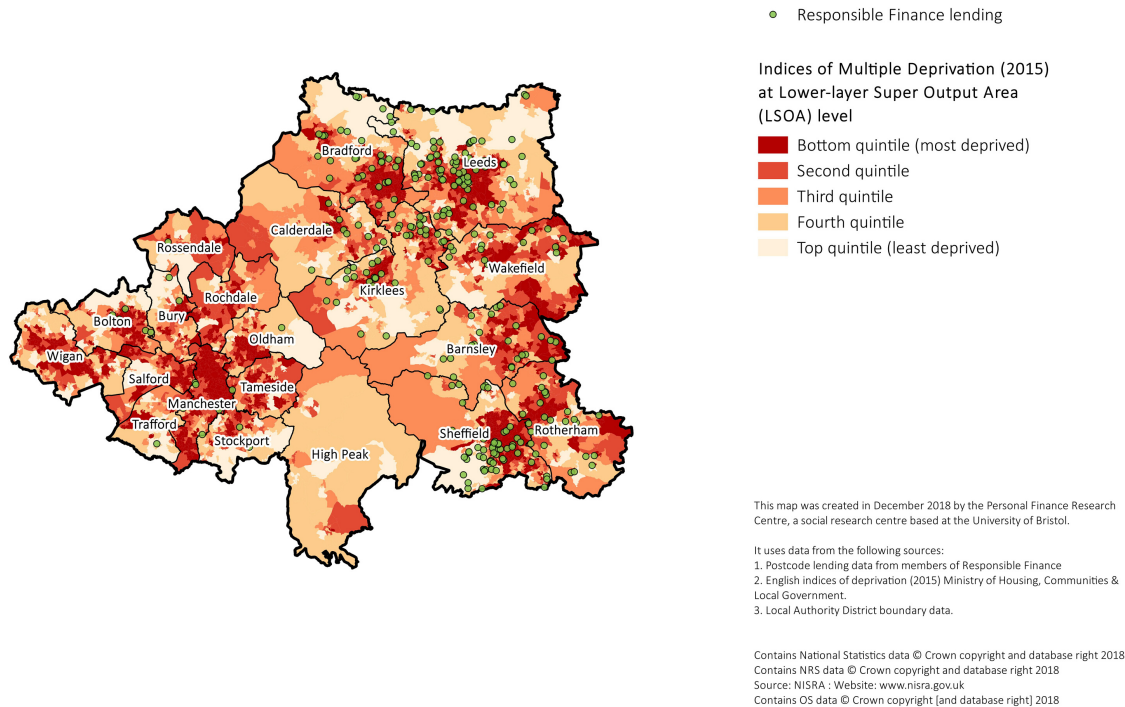 Responsible Finance lending
Indices of Multiple Deprivation (2015)
at Lower-layer Super Output Area
(LSOA) level
Bottom quintile (most deprived)
Second quintile
Third quintile
Fourth quintile
Top quintile (least deprived)
Bradford
Leeds
Calderdale
Rossendale
Wakefield
Kirklees
Rochdale
Bury
Bolton
Oldham
Barnsley
Wigan
Salford
Tameside
Manchester
Trafford
Stockport
Sheffield
Rotherham
High Peak
This map was created in December 2018 by the Personal Finance Research
Centre, a social research centre based at the University of Bristol.
It uses data from the following sources:
1. Postcode lending data from members of Responsible Finance
2. English indices of deprivation (2015) Ministry of Housing, Communities &
Local Government.
3. Local Authority District boundary data.
Contains National Statistics data © Crown copyright and database right 2018
Contains NRS data © Crown copyright and database right 2018
Source: NISRA : Website: www.nisra.gov.uk
Contains OS data © Crown copyright [and database right] 2018